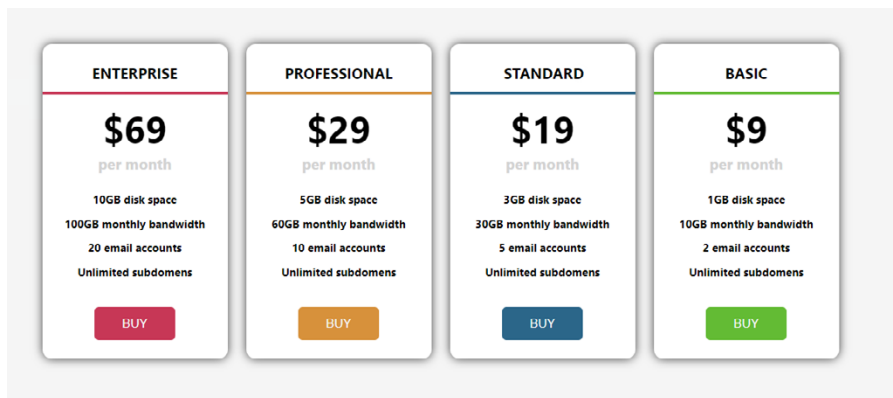 ENTERPRISE
$69
per month
10GB disk space
100GB monthly bandwidth
20 email accounts
Unlimited subdomens
BUY
PROFESSIONAL
$29
per month
5GB disk space
60GB monthly bandwidth
10 email accounts
Unlimited subdomens
BUY
STANDARD
$19
per month
3GB disk space
30GB monthly bandwidth
5 email accounts
Unlimited subdomens
BUY
BASIC
$9
per month
1GB disk space
10GB monthly bandwidth
2 email accounts
Unlimited subdomens
BUY